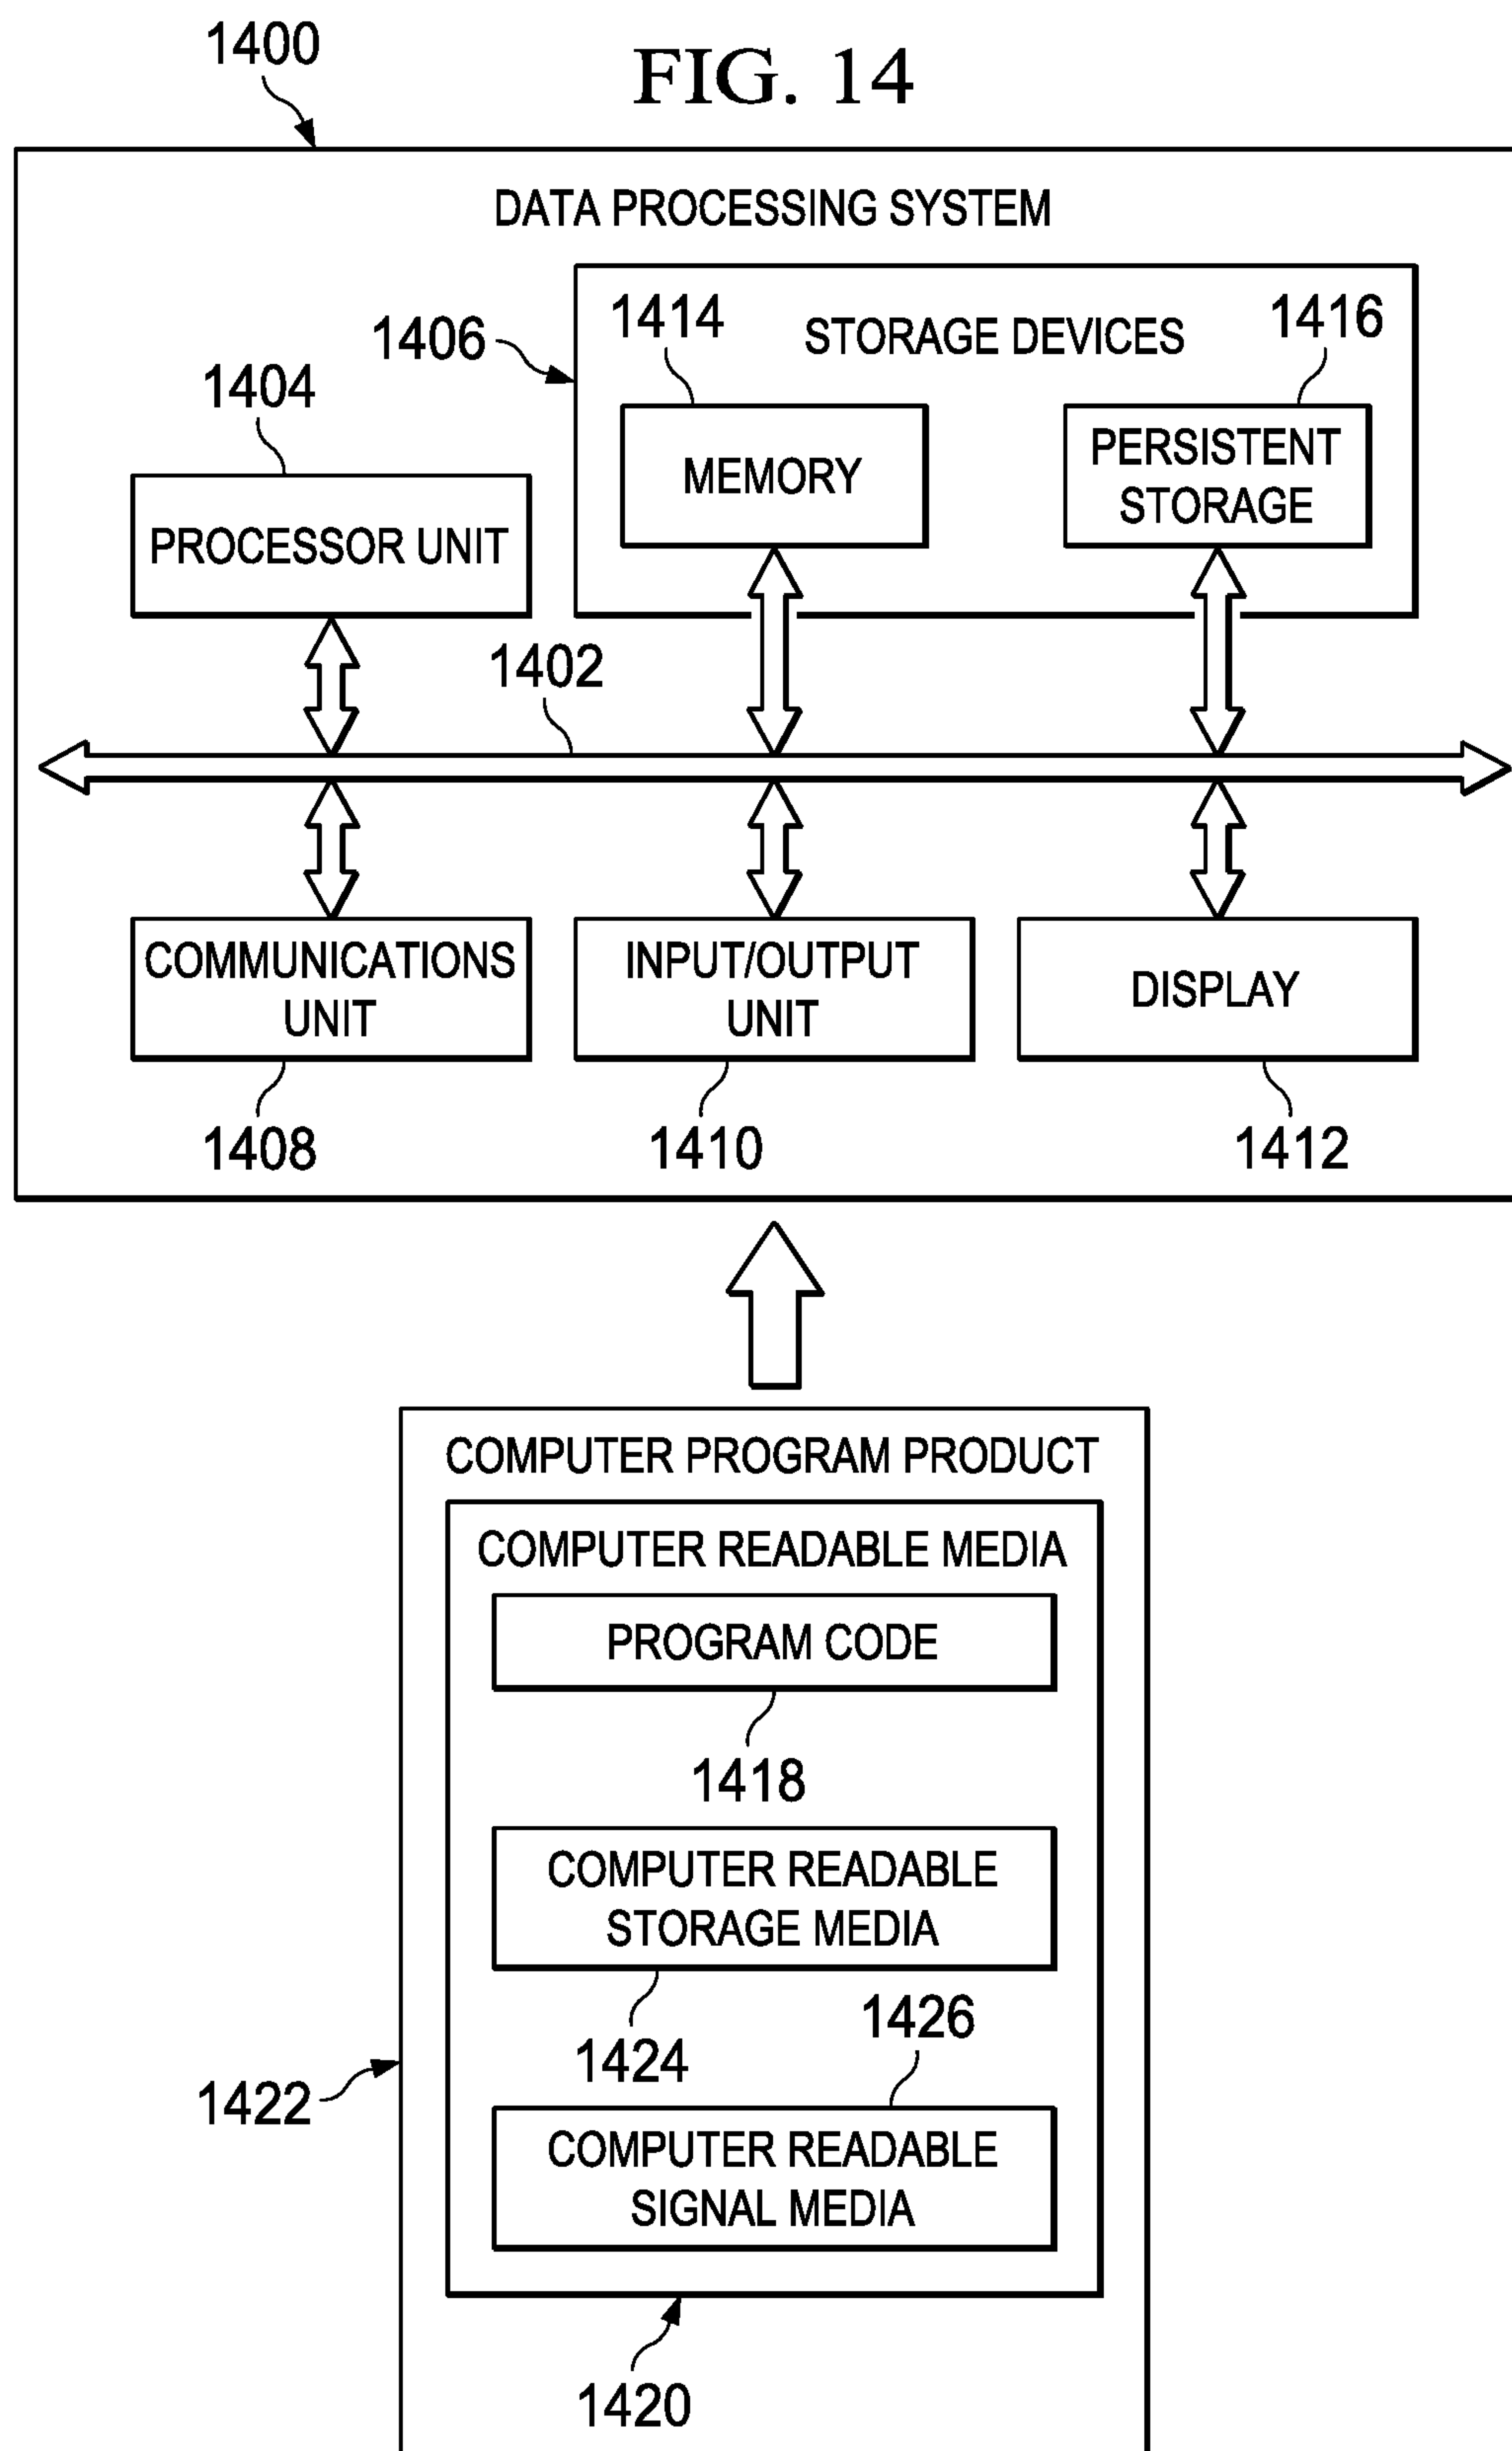 1400
FIG. 14
DATA PROCESSING SYSTEM
1406
1414
STORAGE DEVICES
1416
1404
MEMORY
PERSISTENT
STORAGE
PROCESSOR UNIT
1402
COMMUNICATIONS
UNIT
INPUT/OUTPUT
UNIT
DISPLAY
1408
1410
1412
COMPUTER PROGRAM PRODUCT
COMPUTER READABLE MEDIA
PROGRAM CODE
1418
COMPUTER READABLE
STORAGE MEDIA
1424
1426
1422
COMPUTER READABLE
SIGNAL MEDIA
1420